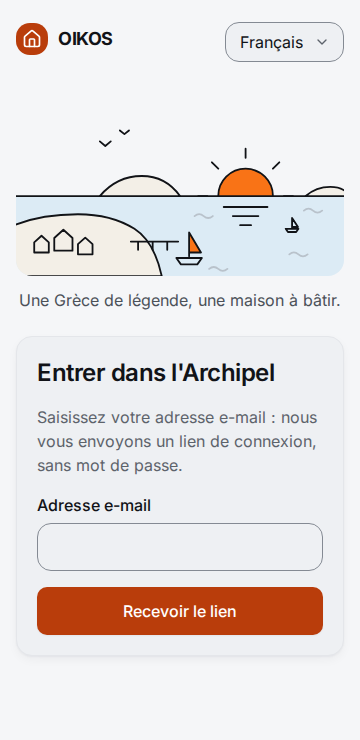 OIKOS
Français
Une Grèce de légende, une maison à bâtir.
Entrer dans l'Archipel
Saisissez votre adresse e-mail : nous
vous envoyons un lien de connexion,
sans mot de passe.
Adresse e-mail
Recevoir le lien